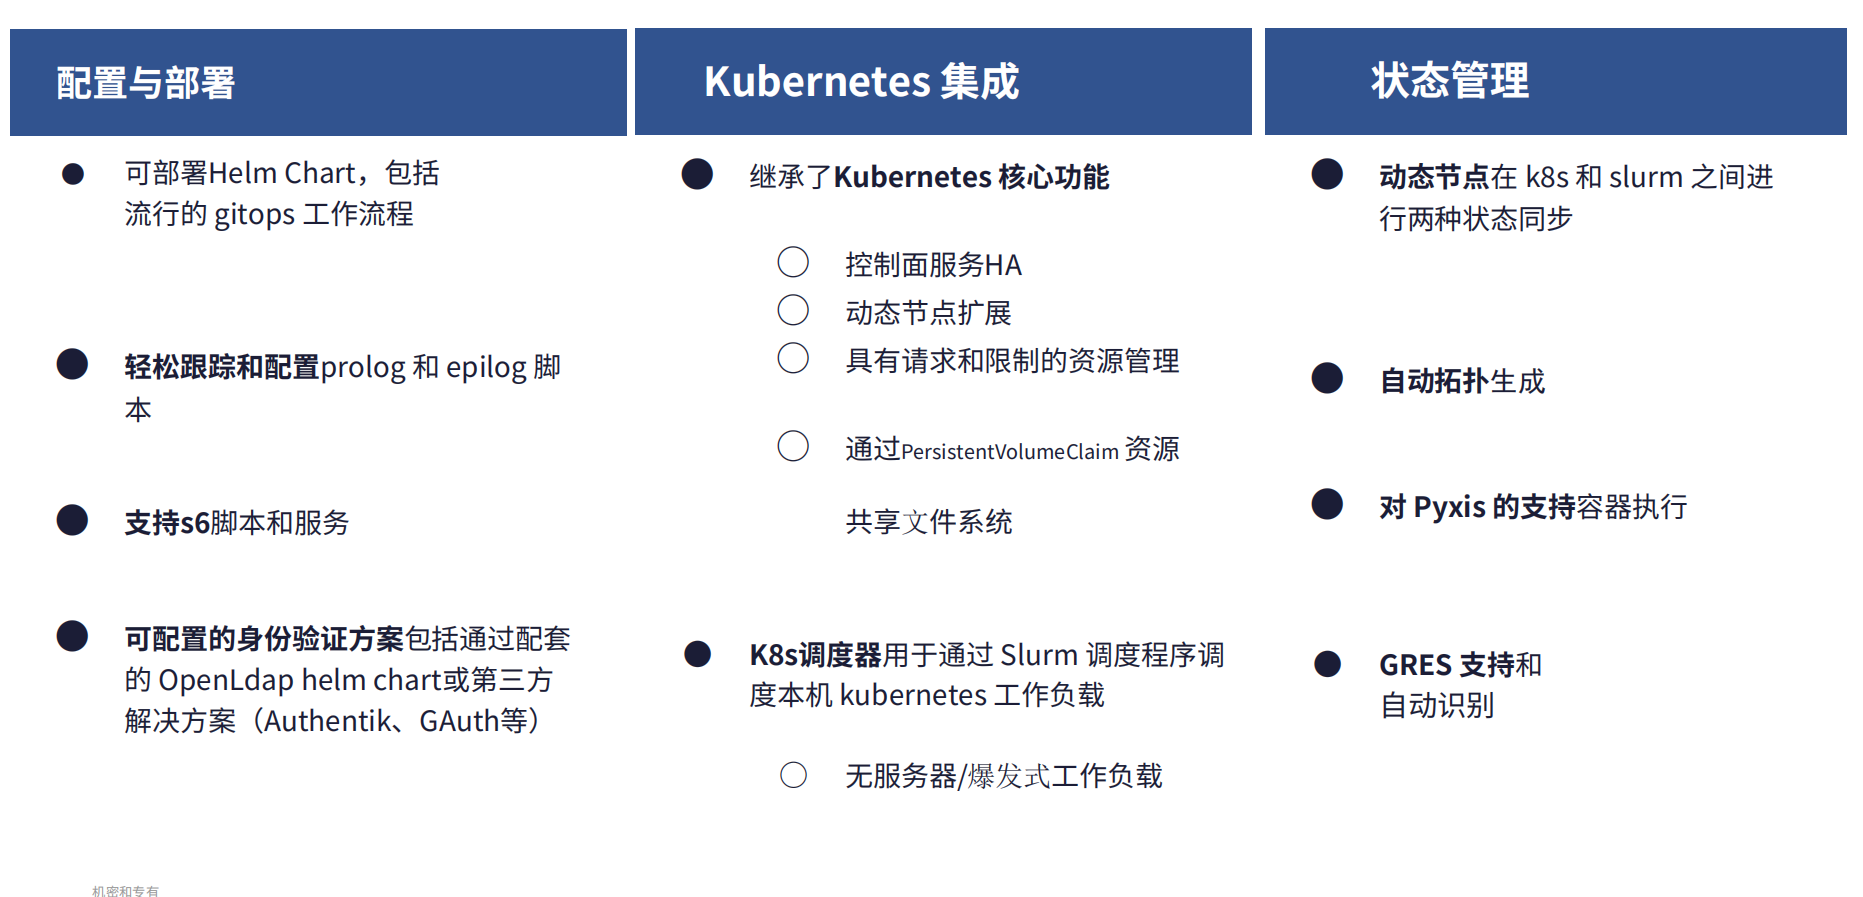 配置与部署
可部署Helm Chart，包括
流行的 gitops 工作流程
轻松跟踪和配置prolog 和 epilog 脚
本
支持s6脚本和服务
可配置的身份验证方案包括通过配套
的 OpenLdap helm chart或第三方
解决方案（Authentik、GAuth等）
Kubernetes 集成
继承了Kubernetes 核心功能
控制面服务HA
动态节点扩展
具有请求和限制的资源管理
通过PersistentVolumeClaim 资源
共享文件系统
K8s调度器用于通过 Slurm 调度程序调
度本机 kubernetes 工作负载
无服务器/爆发式工作负载
状态管理
动态节点在 k8s 和 slurm 之间进
行两种状态同步
自动拓扑生成
对 Pyxis 的支持容器执行
GRES 支持和
自动识别
机密和专有